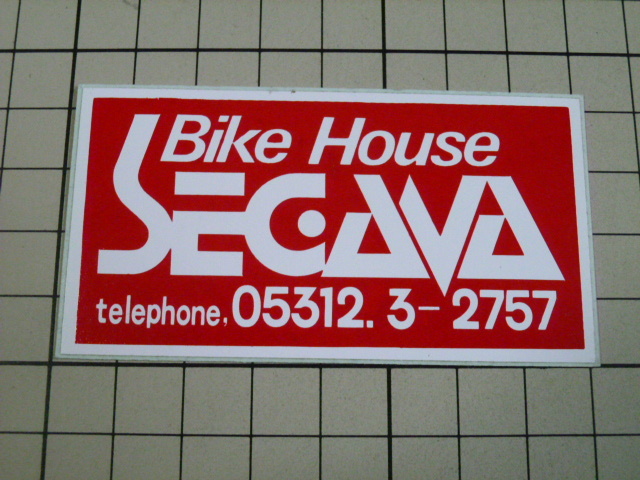 Bike House
SEGAWA
telephone, 05312. 3-2757